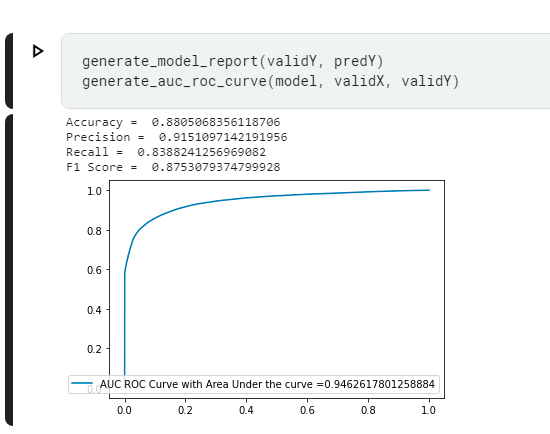 generate_model_report(validY, predY)
generate_auc_roc_curve(model, validX, validY)
Accuracy =  0.8805068356118706
Precision =  0.9151097142191956
Recall =  0.8388241256969082
F1 Score =  0.8753079374799928
1.0
0.8
0.6
0.4
0.2
0.0
AUC ROC Curve with Area Under the curve =0.9462617801258884
0.0 0.2 0.4 0.6 0.8 1.0